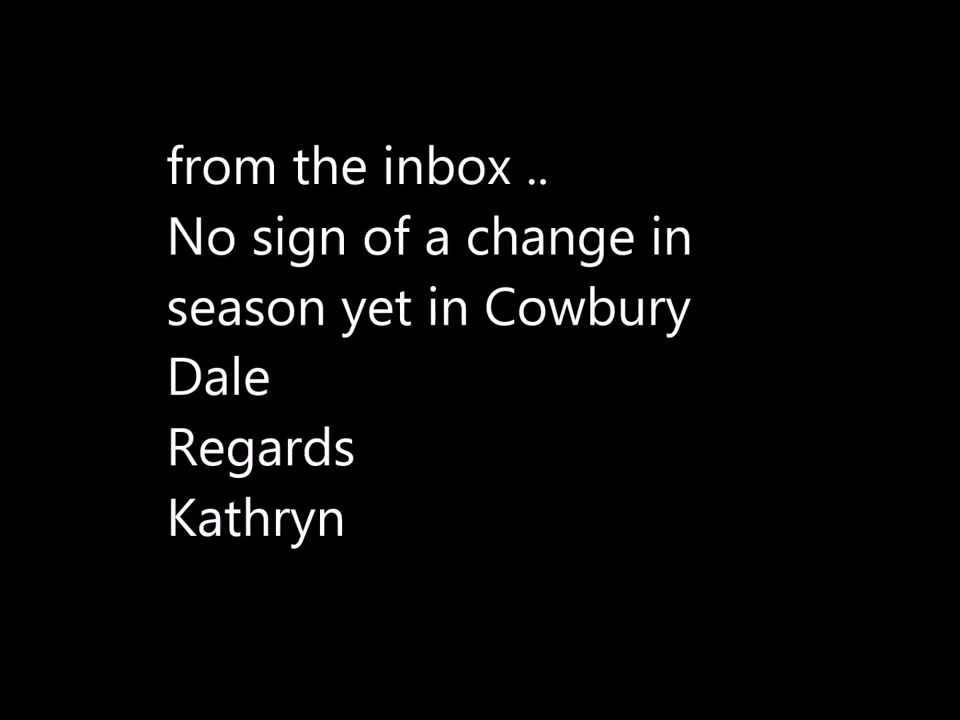 from the inbox ..
No sign of a change in
season yet in Cowbury
Dale
Regards
Kathryn